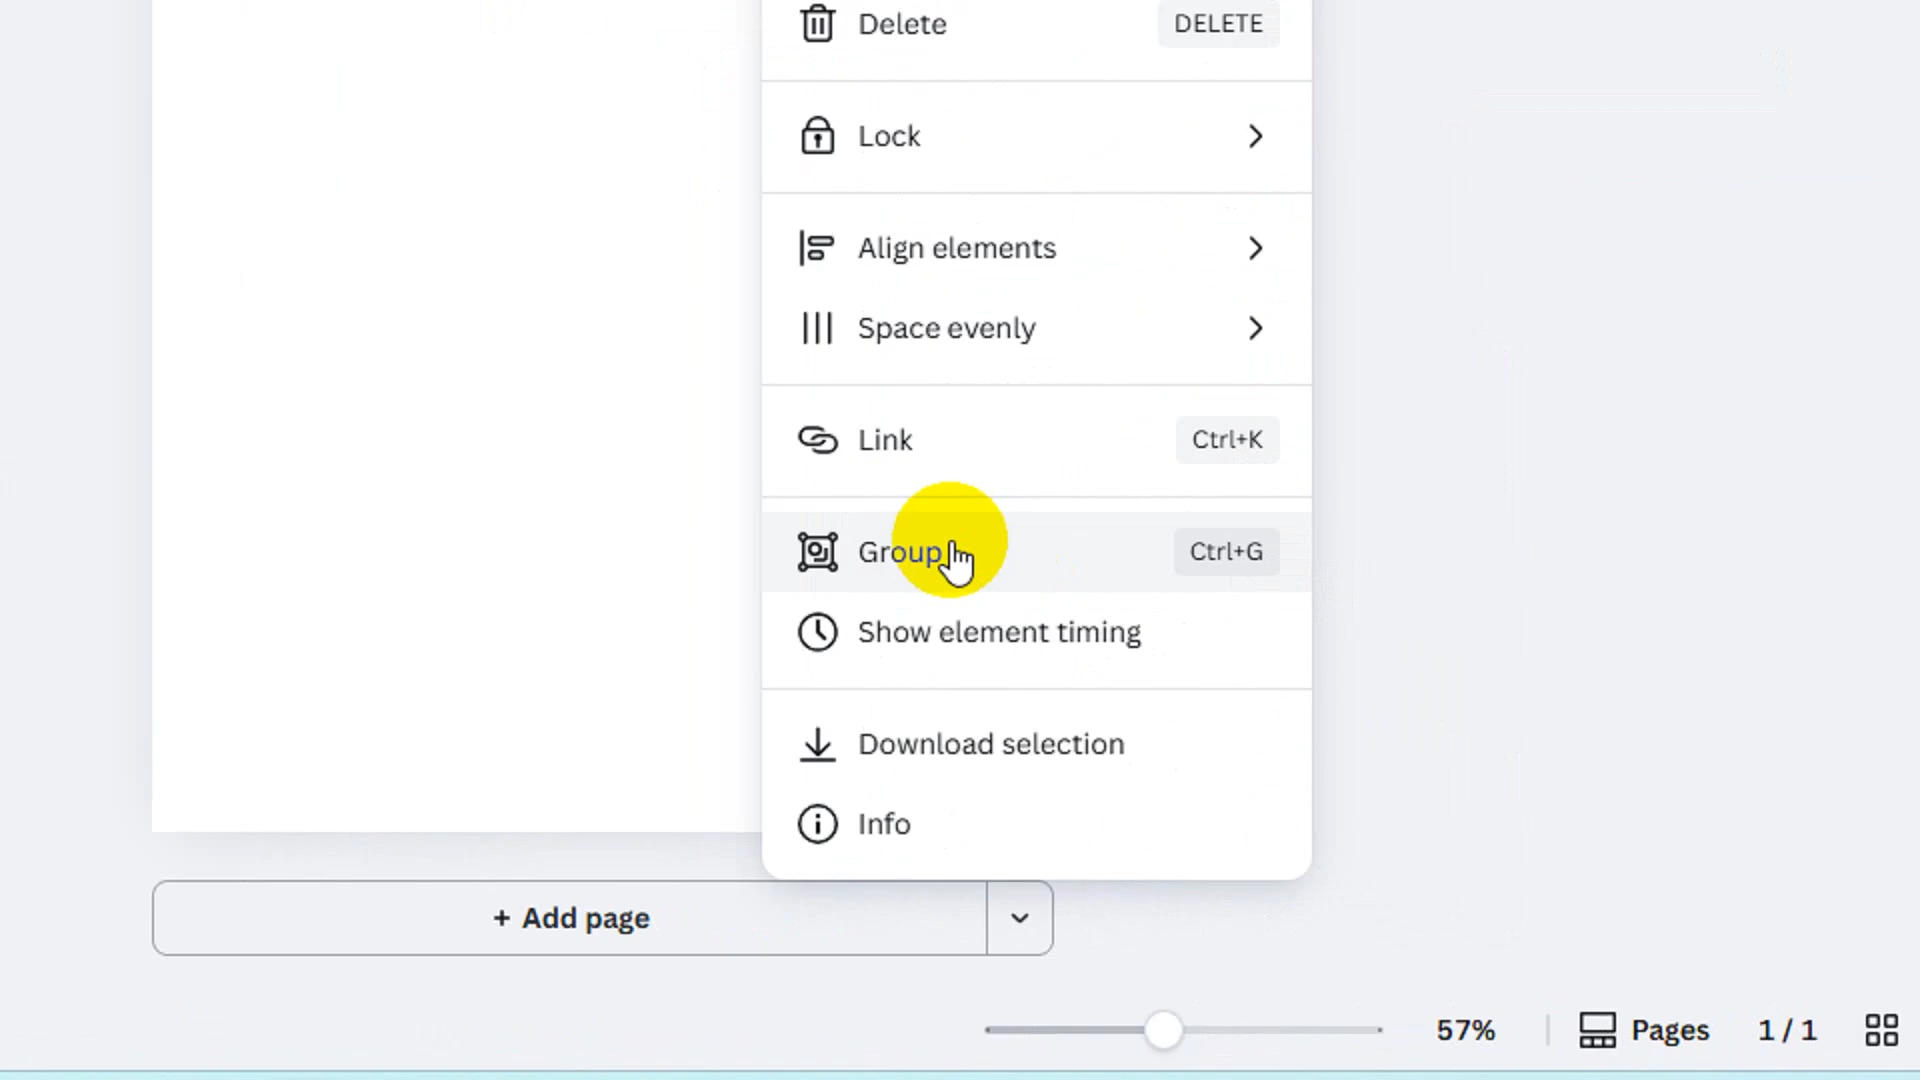 Delete DELETE
Lock
Align elements
Space evenly
Link Ctrl+K
Group Ctrl+G
Show element timing
Download selection
Info
+ Add page
57% Pages 1 / 1